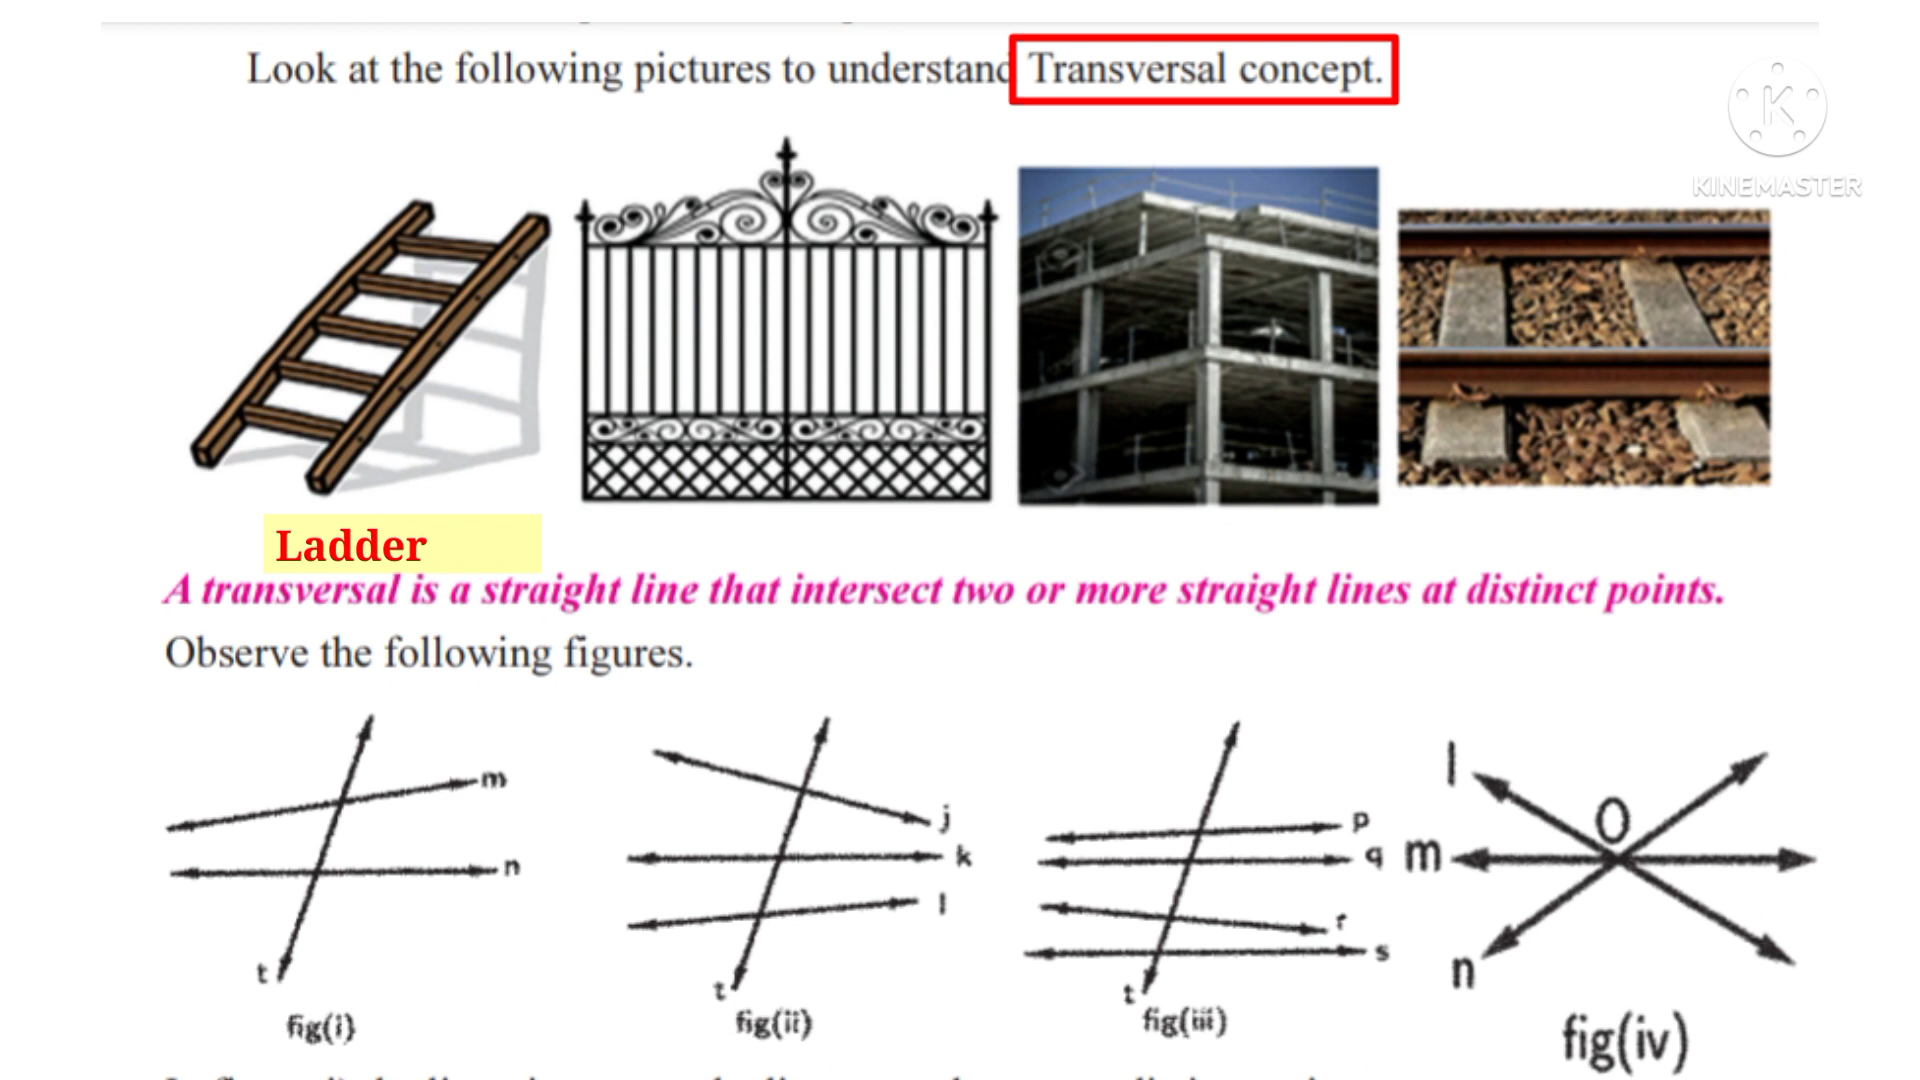 Look at the following pictures to understand Transversal concept.
KINEMASTER
Ladder
A transversal is a straight line that intersect two or more straight lines at distinct points.
Observe the following figures.
m
n
t
fig(i)
j
k
l
t
fig(ii)
p
q
r
s
t
fig(iii)
l
O
m
n
fig(iv)